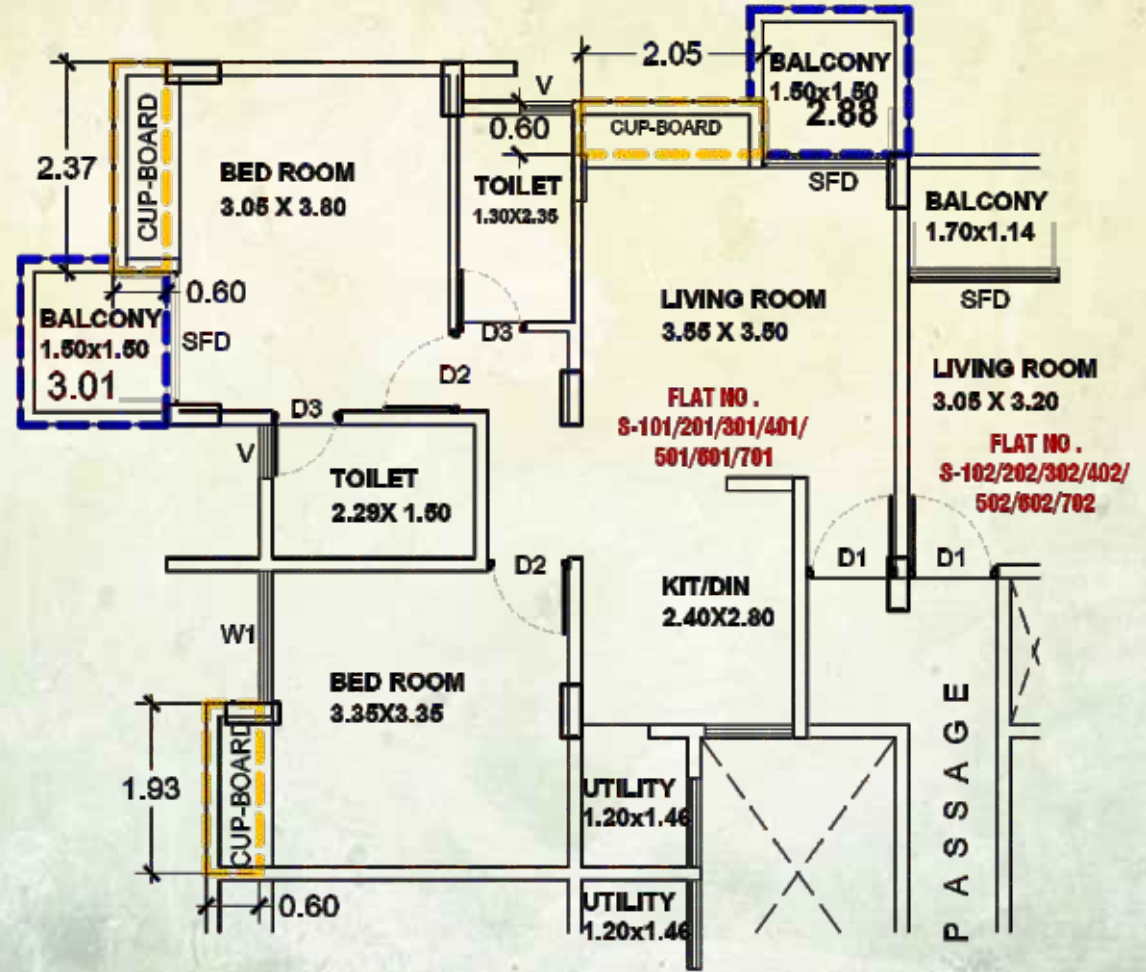 2.05
BALCONY
1.50x1.50
2.88
V
0.60
CUP-BOARD
2.37
CUP-BOARD
BED ROOM
3.05 X 3.80
TOILET
1.30X2.35
SFD
BALCONY
1.70x1.14
SFD
0.60
BALCONY
1.50x1.50
3.01
SFD
D3
D2
LIVING ROOM
3.55 X 3.50
LIVING ROOM
3.05 X 3.20
FLAT NO .
S-101/201/301/401/
501/601/701
FLAT NO .
S-102/202/302/402/
502/602/702
D3
V
TOILET
2.29X 1.50
D2
D1
D1
KIT/DIN
2.40X2.80
W1
BED ROOM
3.35X3.35
1.93
CUP-BOARD
0.60
UTILITY
1.20x1.46
UTILITY
1.20x1.46
PASSAGE